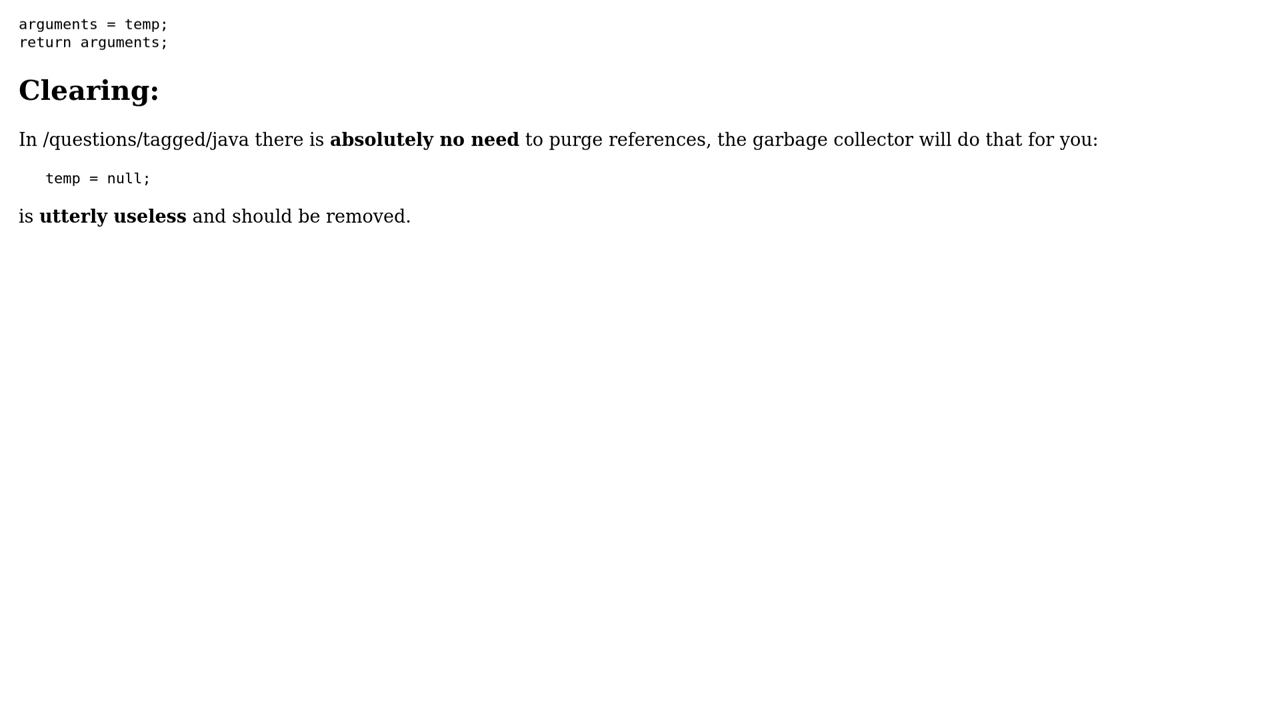 arguments = temp;
return arguments;
Clearing:
In /questions/tagged/java there is absolutely no need to purge references, the garbage collector will do that for you:
temp = null;
is utterly useless and should be removed.